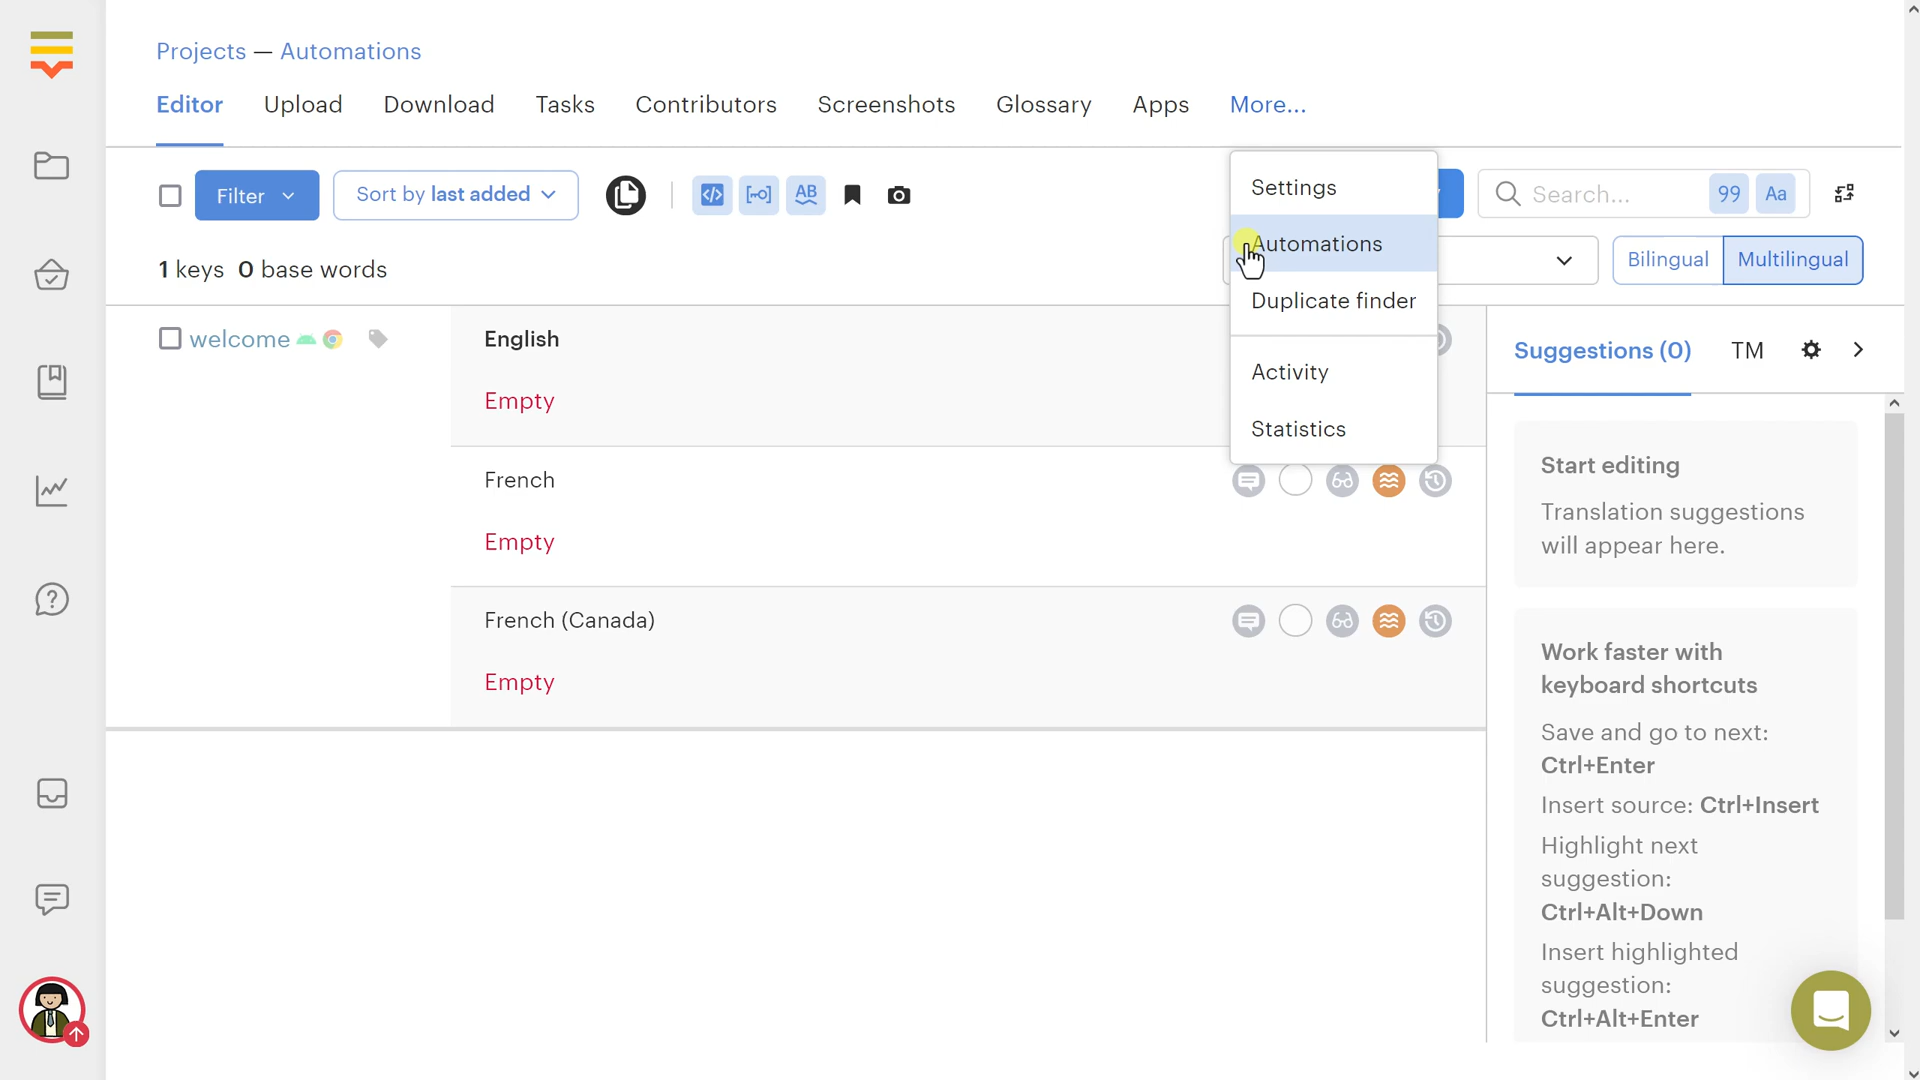 Projects — Automations
Editor Upload Download Tasks Contributors Screenshots Glossary Apps More...
Filter Sort by last added AB Search... 99 Aa
Settings
Automations
Duplicate finder
Activity
Statistics
1 keys 0 base words
Bilingual Multilingual
welcome
English
Empty
French
Empty
French (Canada)
Empty
Suggestions (0) TM
Start editing
Translation suggestions
will appear here.
Work faster with
keyboard shortcuts
Save and go to next:
Ctrl+Enter
Insert source: Ctrl+Insert
Highlight next
suggestion:
Ctrl+Alt+Down
Insert highlighted
suggestion:
Ctrl+Alt+Enter